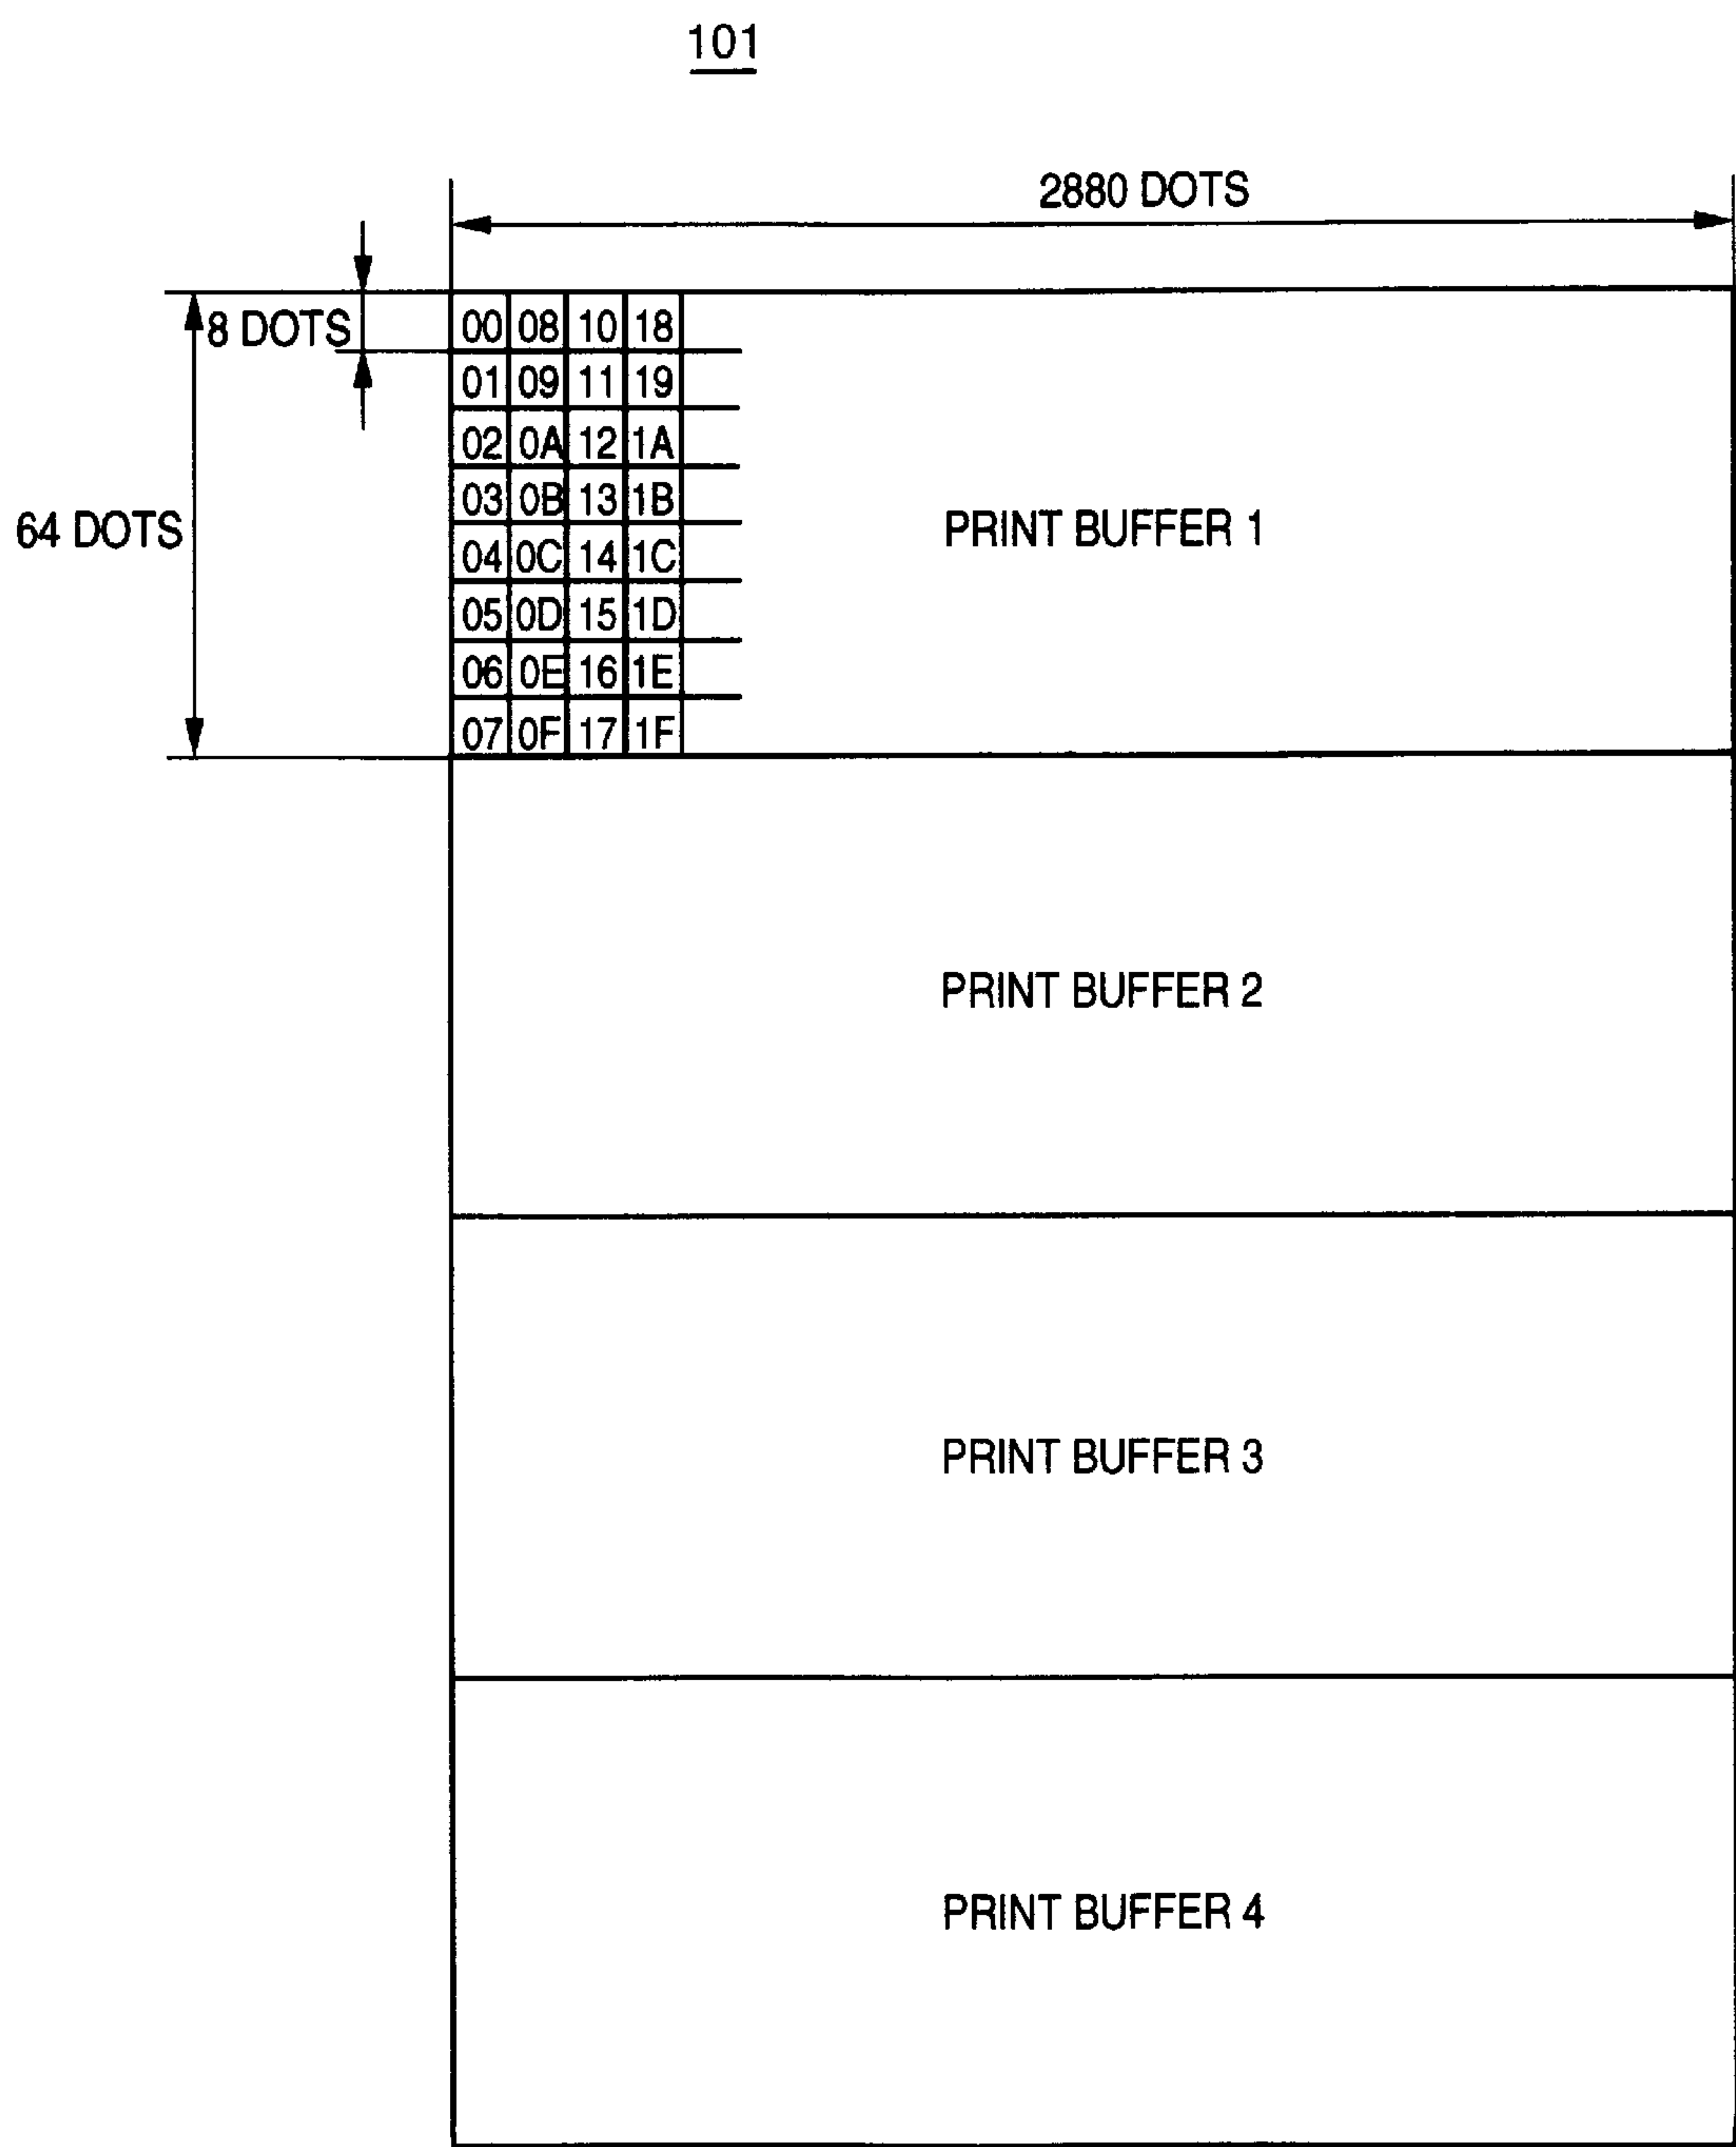 101
2880 DOTS
8 DOTS
00 08 10 18
01 09 11 19
02 0A 12 1A
03 0B 13 1B
64 DOTS
PRINT BUFFER 1
04 0C 14 1C
05 0D 15 1D
06 0E 16 1E
07 0F 17 1F
PRINT BUFFER 2
PRINT BUFFER 3
PRINT BUFFER 4